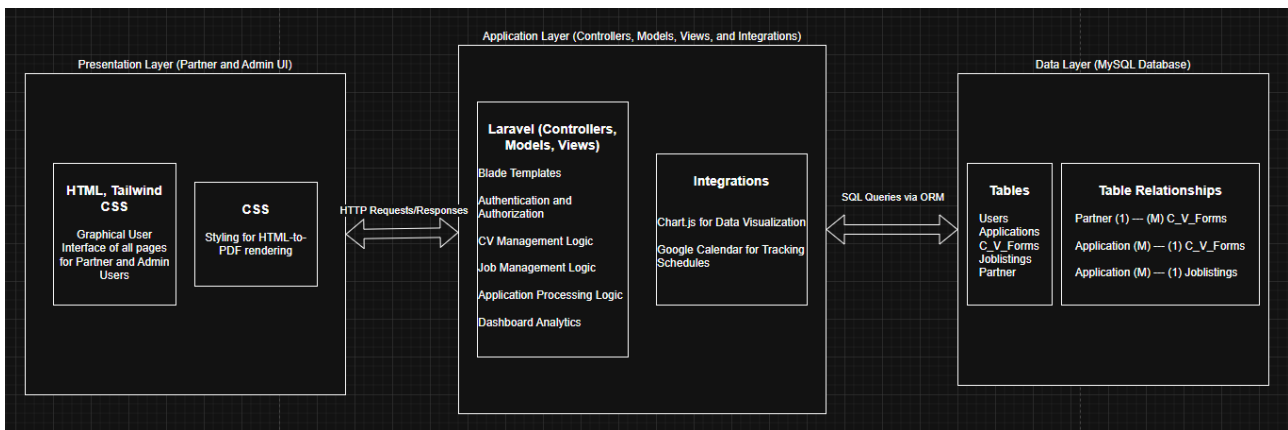 Application Layer (Controllers, Models, Views, and Integrations)
Presentation Layer (Partner and Admin UI)
Data Layer (MySQL Database)
HTML, Tailwind
CSS
Graphical User
Interface of all pages
for Partner and Admin
Users
CSS
Styling for HTML-to-
PDF rendering
HTTP Requests/Responses
Laravel (Controllers,
Models, Views)
Blade Templates
Authentication and
Authorization
CV Management Logic
Job Management Logic
Application Processing Logic
Dashboard Analytics
Integrations
Chart.js for Data Visualization
Google Calendar for Tracking
Schedules
SQL Queries via ORM
Tables
Users
Applications
C_V_Forms
Joblistings
Partner
Table Relationships
Partner (1) --- (M) C_V_Forms
Application (M) --- (1) C_V_Forms
Application (M) --- (1) Joblistings